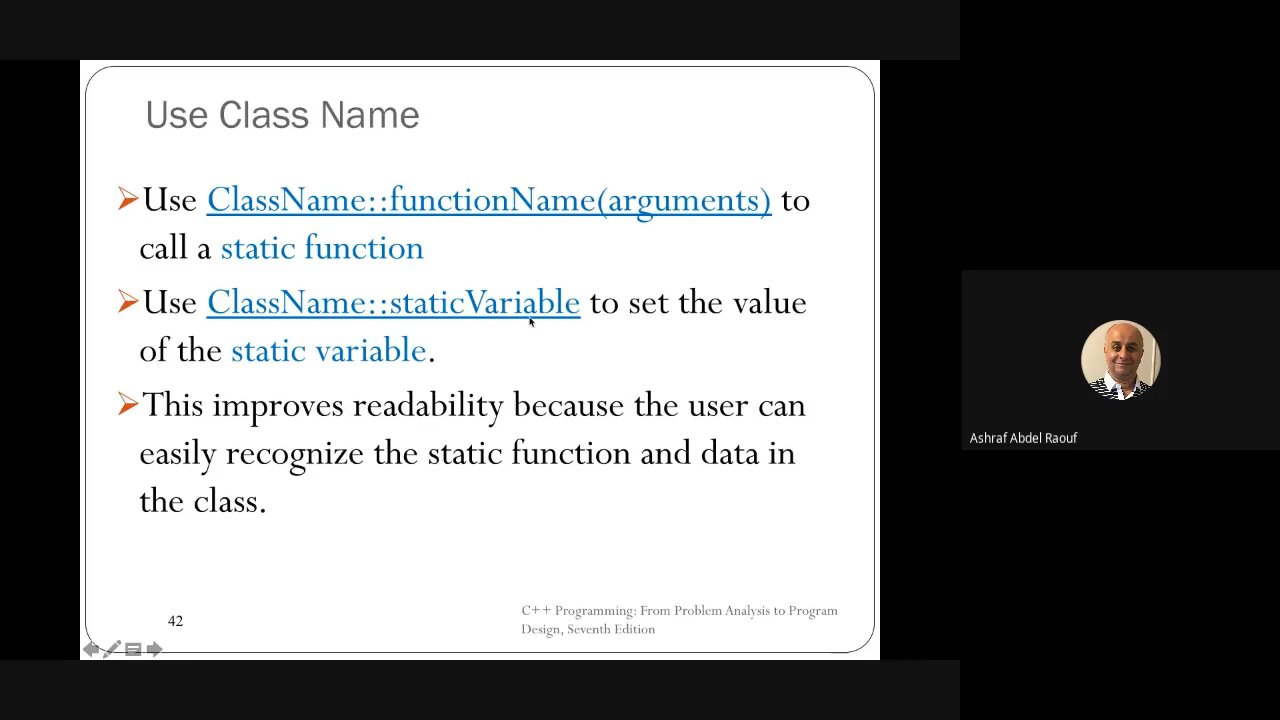 Use Class Name
Use ClassName::functionName(arguments) to
call a static function
Use ClassName::staticVariable to set the value
of the static variable.
This improves readability because the user can
easily recognize the static function and data in
the class.
42
C++ Programming: From Problem Analysis to Program
Design, Seventh Edition
Ashraf Abdel Raouf